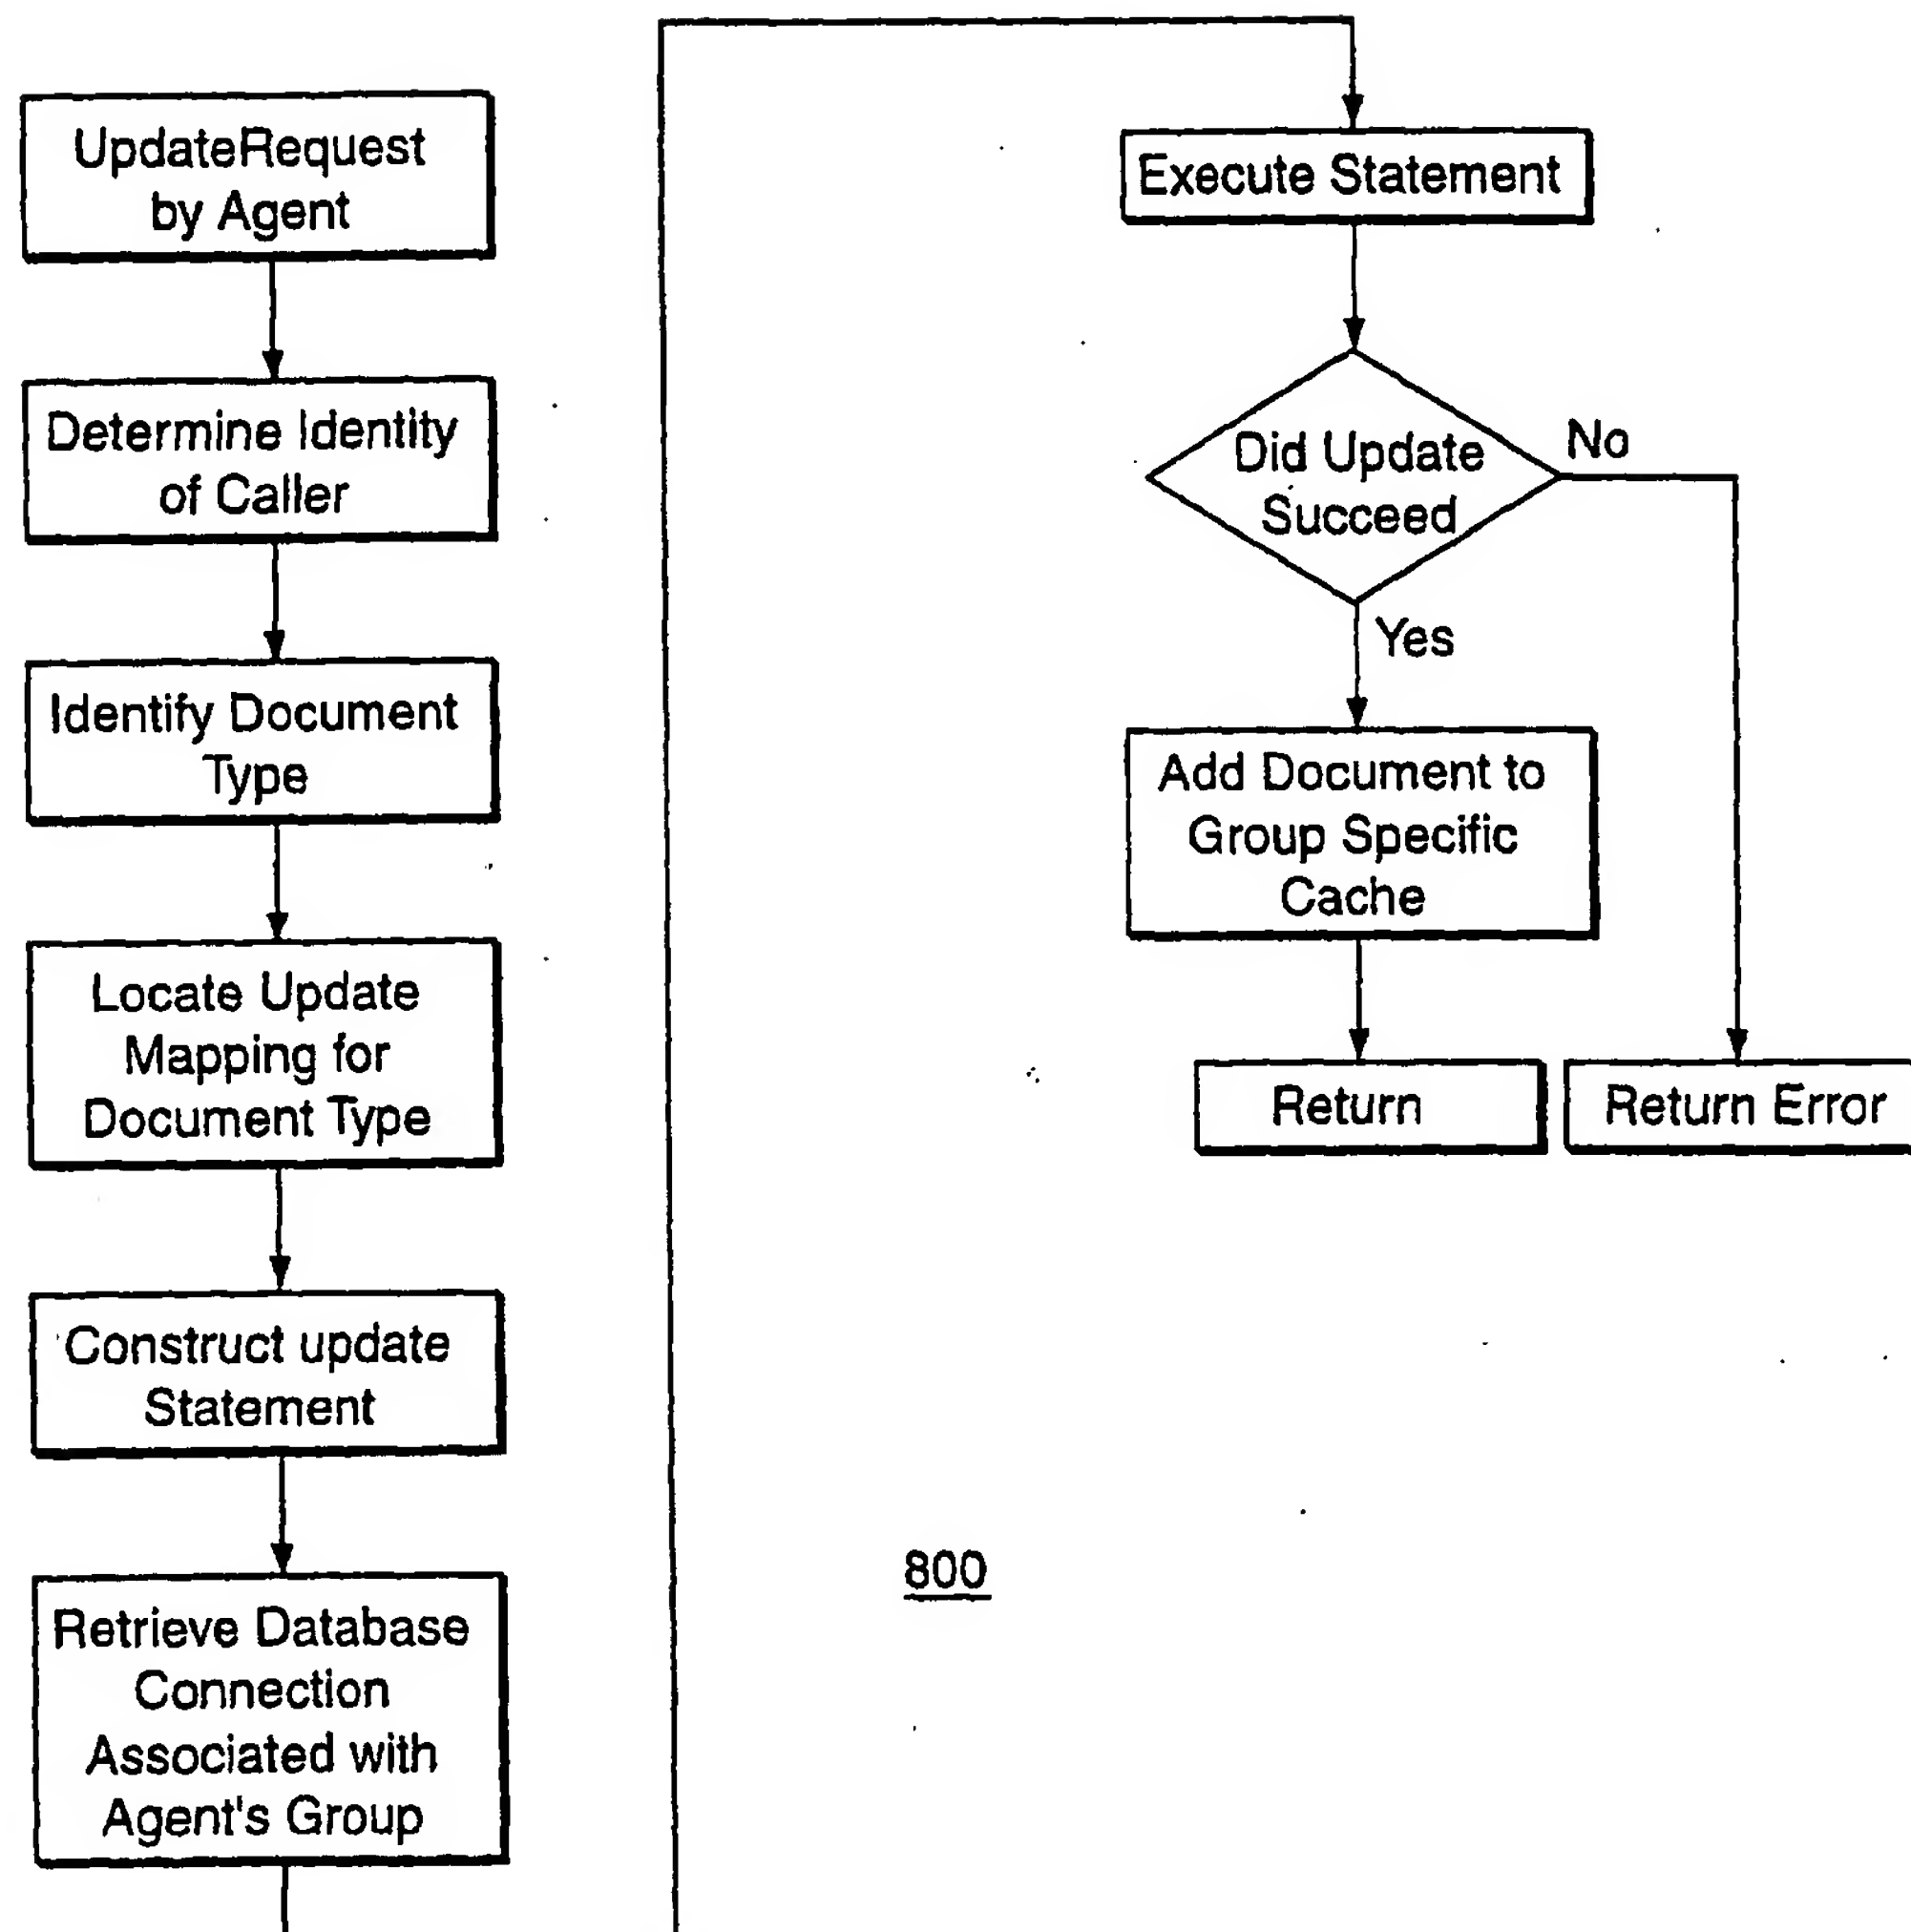 UpdateRequest
by Agent
Determine Identity
of Caller
Identify Document
Type
Locate Update
Mapping for
Document Type
Construct update
Statement
Retrieve Database
Connection
Associated with
Agent's Group
Execute Statement
Did Update
Succeed
No
Yes
Add Document to
Group Specific
Cache
Return
Return Error
800